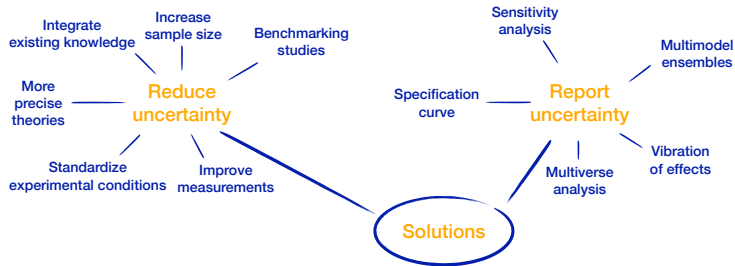 Integrate
existing knowledge
Increase
sample size
Benchmarking
studies
More
precise
theories
Reduce
uncertainty
Standardize
experimental conditions
Improve
measurements
Sensitivity
analysis
Multimodel
ensembles
Specification
curve
Report
uncertainty
Multiverse
analysis
Vibration
of effects
Solutions